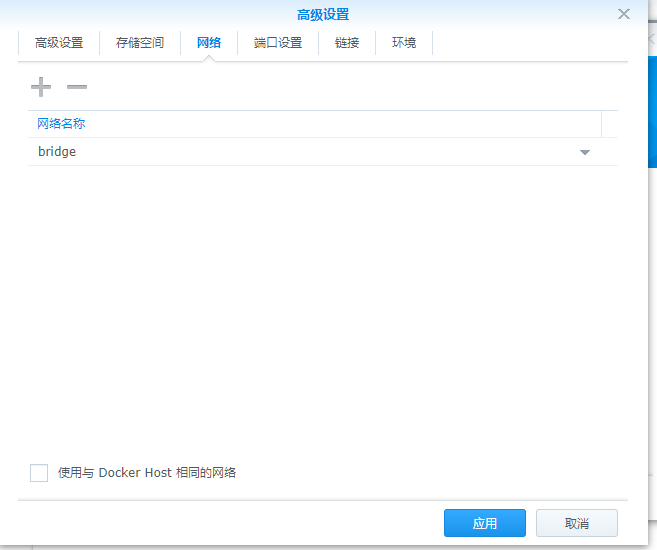 高级设置
高级设置 存储空间 网络 端口设置 链接 环境
网络名称
bridge
使用与 Docker Host 相同的网络
应用 取消